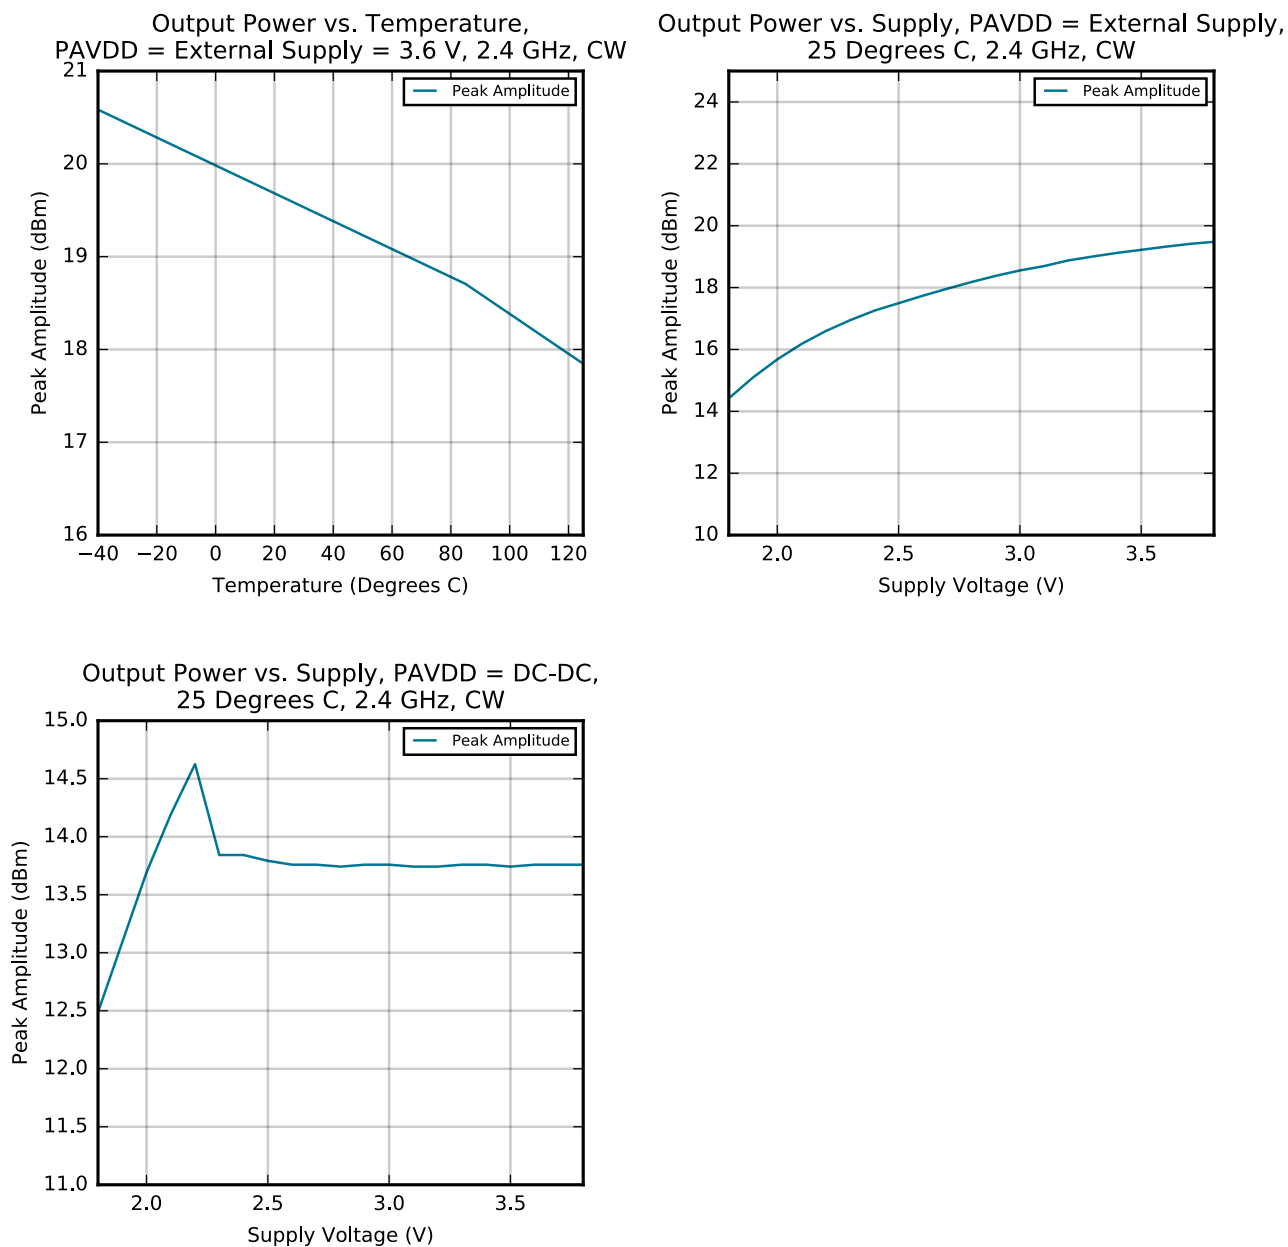 Output Power vs. Temperature,
PAVDD = External Supply = 3.6 V, 2.4 GHz, CW
Peak Amplitude
Peak Amplitude (dBm)
21
20
19
18
17
16
−40 −20 0 20 40 60 80 100 120
Temperature (Degrees C)
Output Power vs. Supply, PAVDD = External Supply,
25 Degrees C, 2.4 GHz, CW
Peak Amplitude
Peak Amplitude (dBm)
24
22
20
18
16
14
12
10
2.0 2.5 3.0 3.5
Supply Voltage (V)
Output Power vs. Supply, PAVDD = DC-DC,
25 Degrees C, 2.4 GHz, CW
Peak Amplitude
Peak Amplitude (dBm)
15.0
14.5
14.0
13.5
13.0
12.5
12.0
11.5
11.0
2.0 2.5 3.0 3.5
Supply Voltage (V)